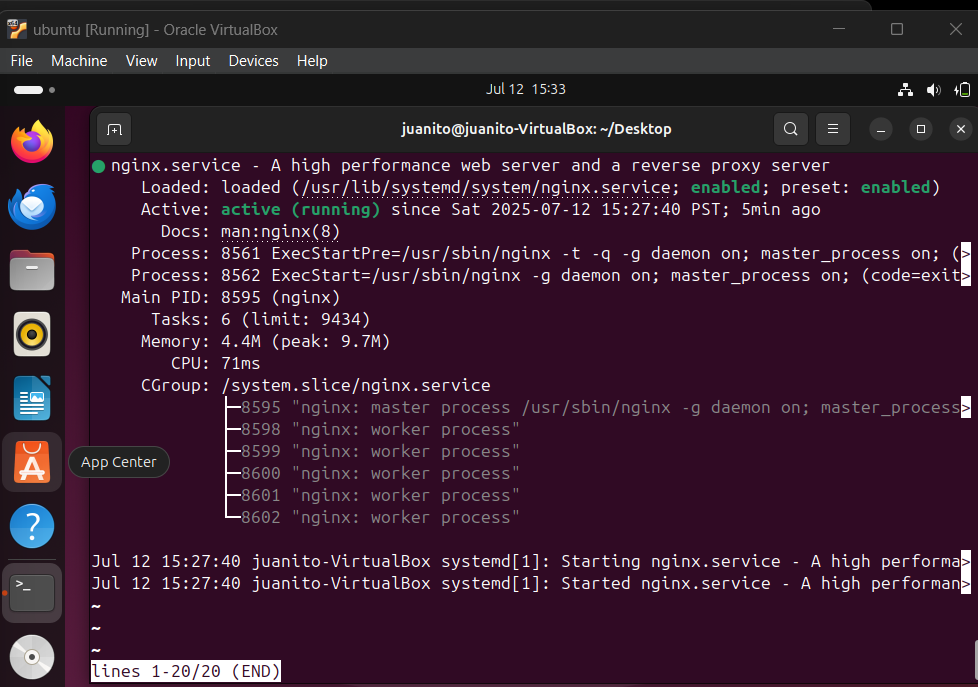 ubuntu [Running] - Oracle VirtualBox
File Machine View Input Devices Help
Jul 12 15:33
juanito@juanito-VirtualBox: ~/Desktop
nginx.service - A high performance web server and a reverse proxy server
Loaded: loaded (/usr/lib/systemd/system/nginx.service; enabled; preset: enabled)
Active: active (running) since Sat 2025-07-12 15:27:40 PST; 5min ago
Docs: man:nginx(8)
Process: 8561 ExecStartPre=/usr/sbin/nginx -t -q -g daemon on; master_process on; (>
Process: 8562 ExecStart=/usr/sbin/nginx -g daemon on; master_process on; (code=exit>
Main PID: 8595 (nginx)
Tasks: 6 (limit: 9434)
Memory: 4.4M (peak: 9.7M)
CPU: 71ms
CGroup: /system.slice/nginx.service
├─8595 "nginx: master process /usr/sbin/nginx -g daemon on; master_process>
├─8598 "nginx: worker process"
├─8599 "nginx: worker process"
├─8600 "nginx: worker process"
├─8601 "nginx: worker process"
└─8602 "nginx: worker process"
App Center
Jul 12 15:27:40 juanito-VirtualBox systemd[1]: Starting nginx.service - A high performa>
Jul 12 15:27:40 juanito-VirtualBox systemd[1]: Started nginx.service - A high performan>
~
~
~
lines 1-20/20 (END)